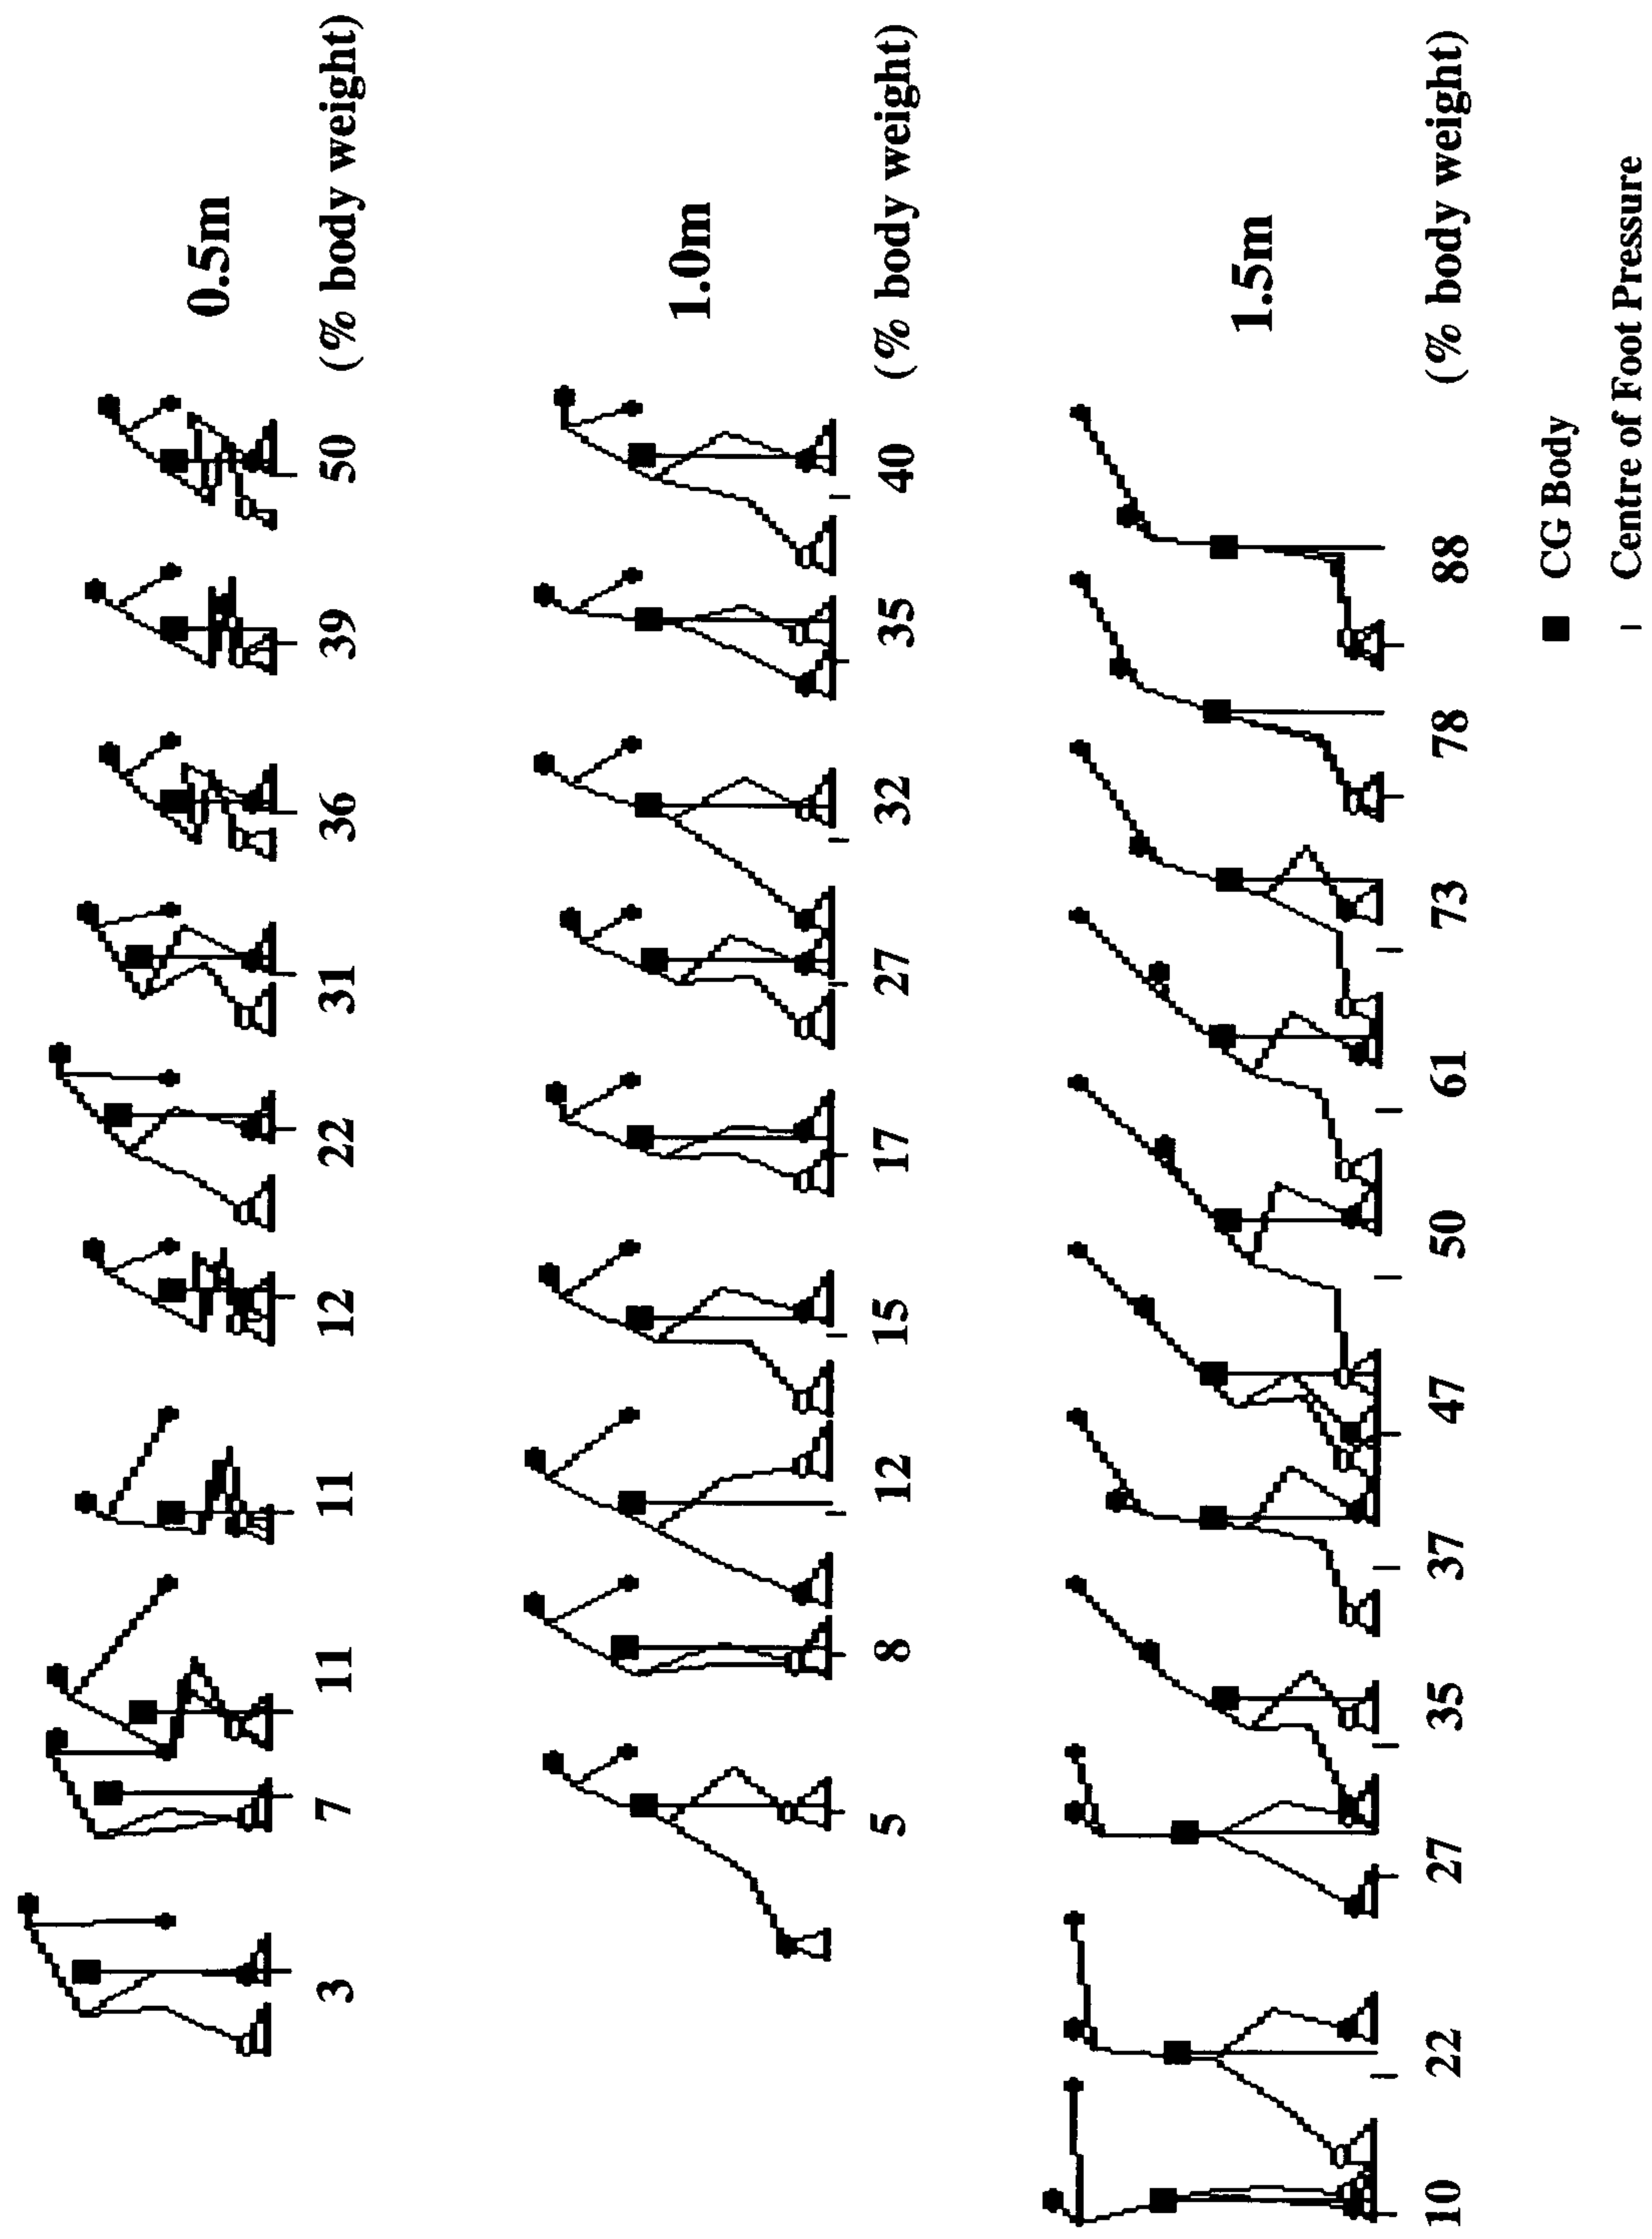 0.5m
3 7 11 11 12 22 31 36 39 50 (% body weight)
1.0m
5 8 12 15 17 27 32 35 40 (% body weight)
1.5m
10 22 27 35 37 47 50 61 73 78 88 (% body weight)
CG Body
Centre of Foot Pressure